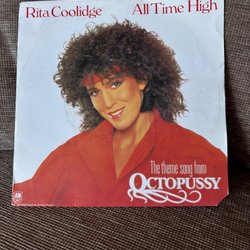 Rita Coolidge All Time High
The theme song from
OCTOPUSSY
A&M